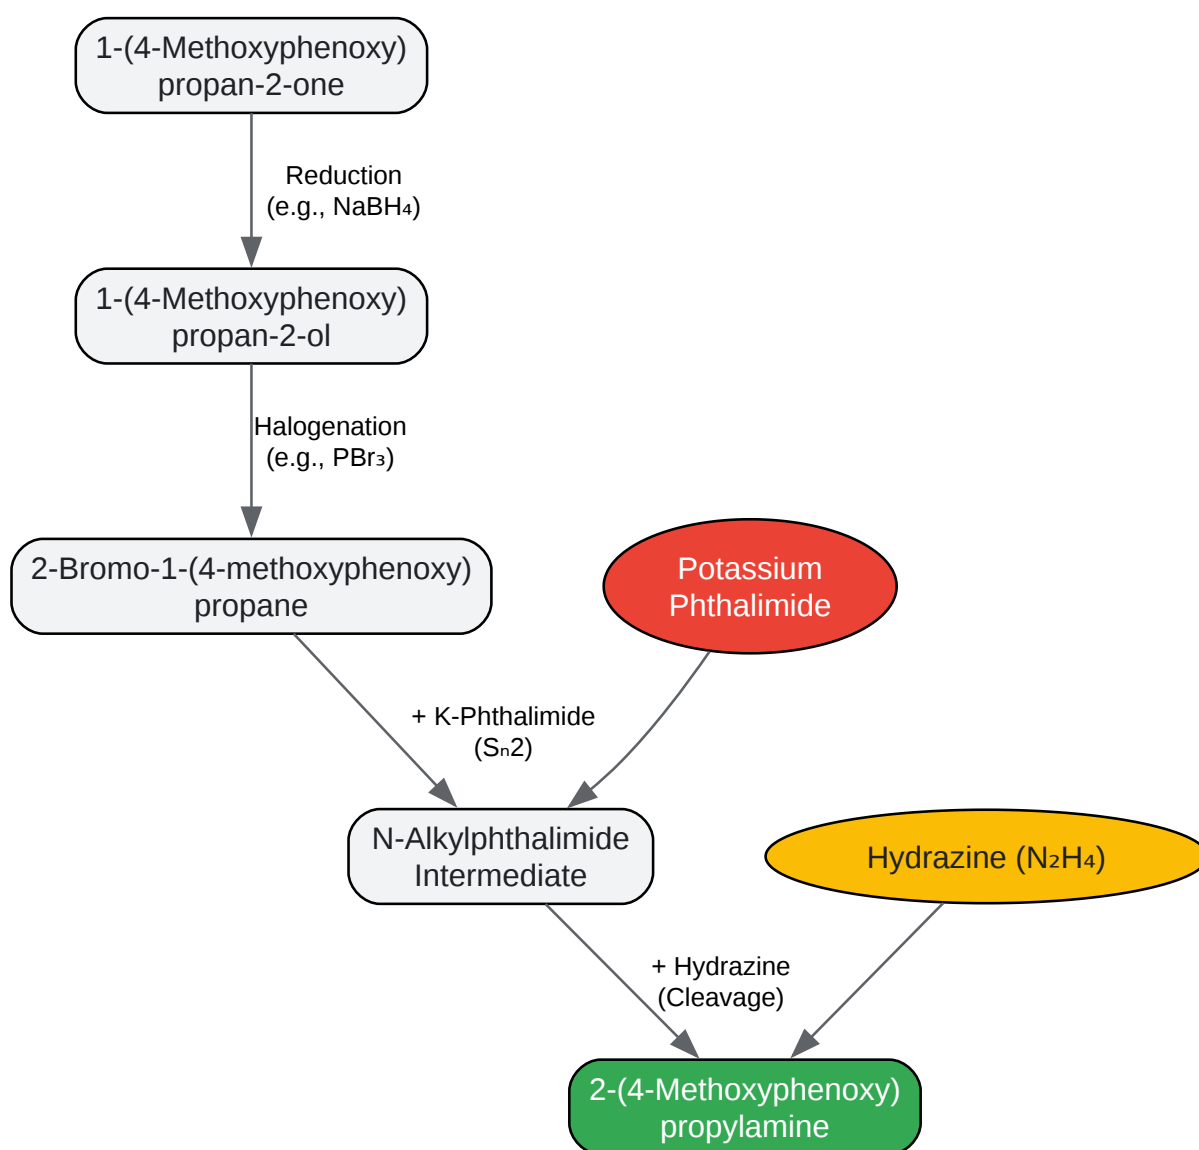 1-(4-Methoxyphenoxy)
propan-2-one
Reduction
(e.g., NaBH₄)
1-(4-Methoxyphenoxy)
propan-2-ol
Halogenation
(e.g., PBr₃)
2-Bromo-1-(4-methoxyphenoxy)
propane
Potassium
Phthalimide
+ K-Phthalimide
(Sₙ2)
N-Alkylphthalimide
Intermediate
Hydrazine (N₂H₄)
+ Hydrazine
(Cleavage)
2-(4-Methoxyphenoxy)
propylamine